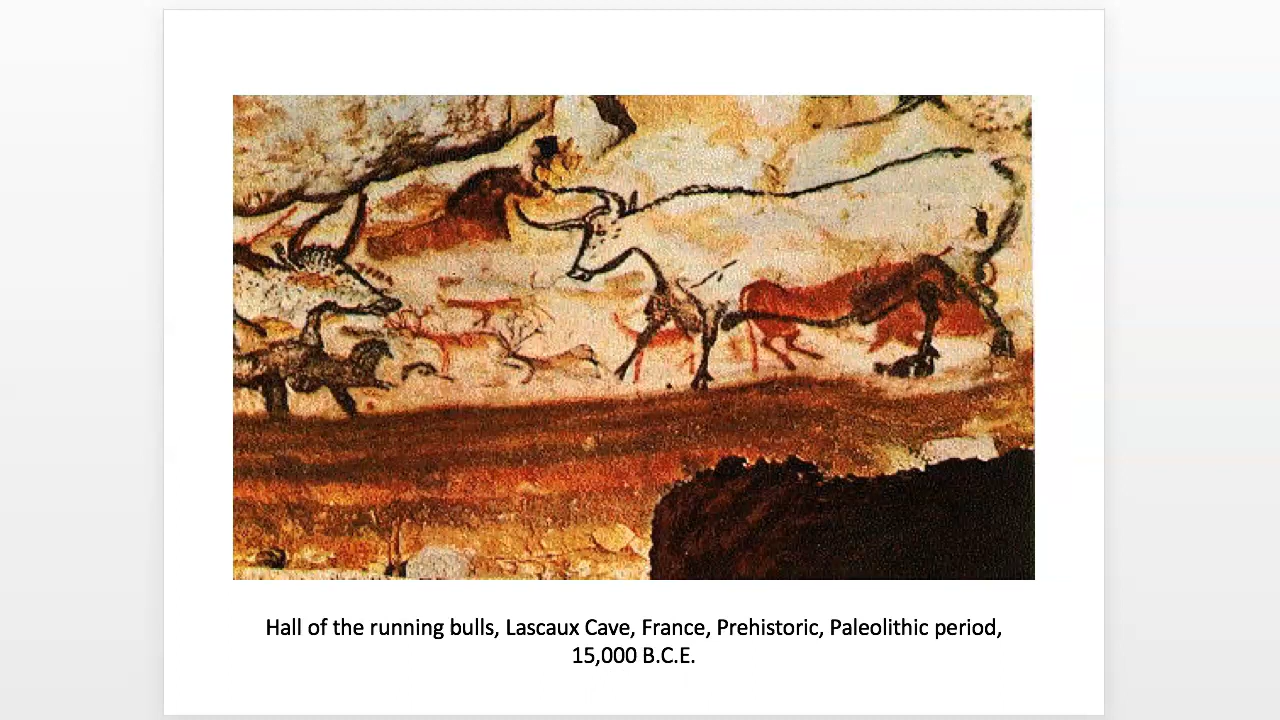 Hall of the running bulls, Lascaux Cave, France, Prehistoric, Paleolithic period,
15,000 B.C.E.